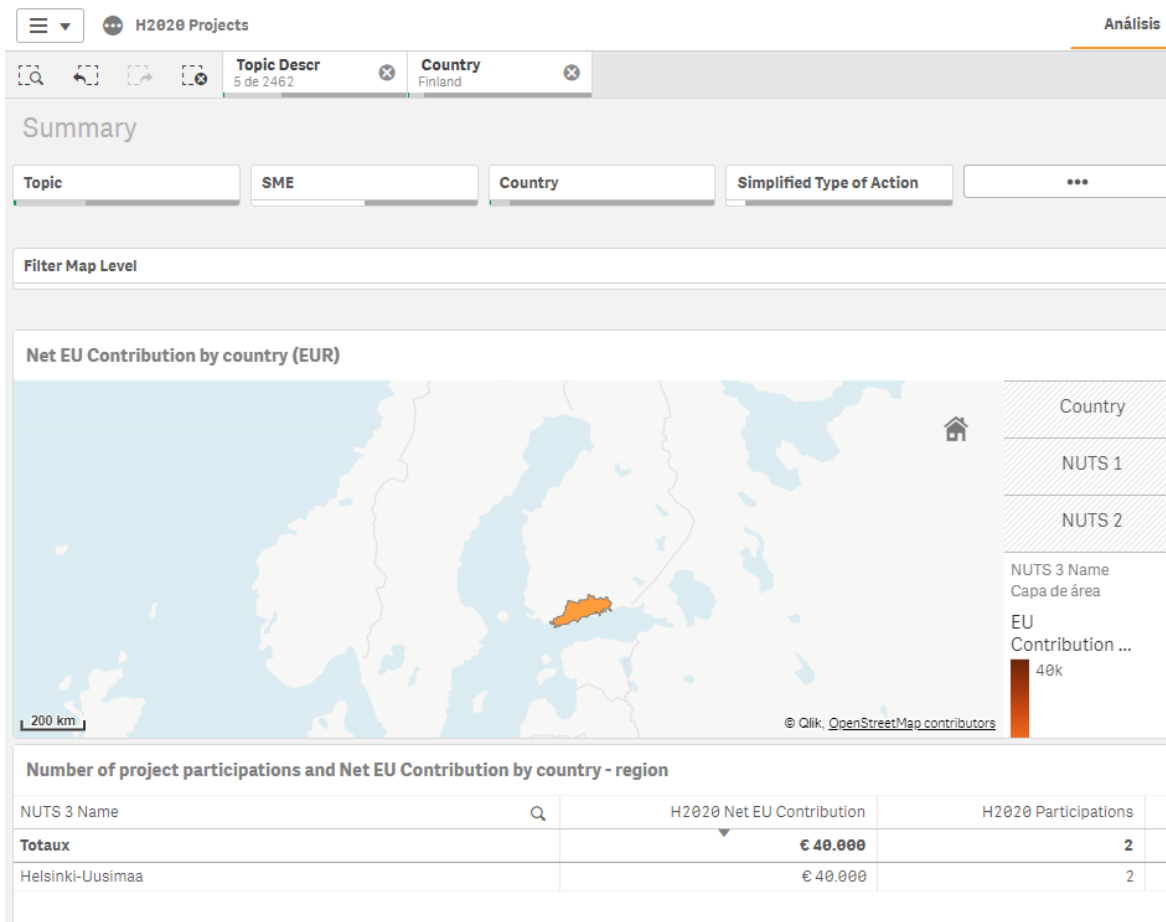 H2020 Projects
Análisis
Topic Descr
5 de 2462
Country
Finland
Summary
Topic
SME
Country
Simplified Type of Action
Filter Map Level
Net EU Contribution by country (EUR)
Country
NUTS 1
NUTS 2
NUTS 3 Name
Capa de área
EU
Contribution ...
40k
200 km
© Qlik, OpenStreetMap contributors
Number of project participations and Net EU Contribution by country - region
NUTS 3 Name H2020 Net EU Contribution H2020 Participations
Totaux € 40.000 2
Helsinki-Uusimaa € 40.000 2